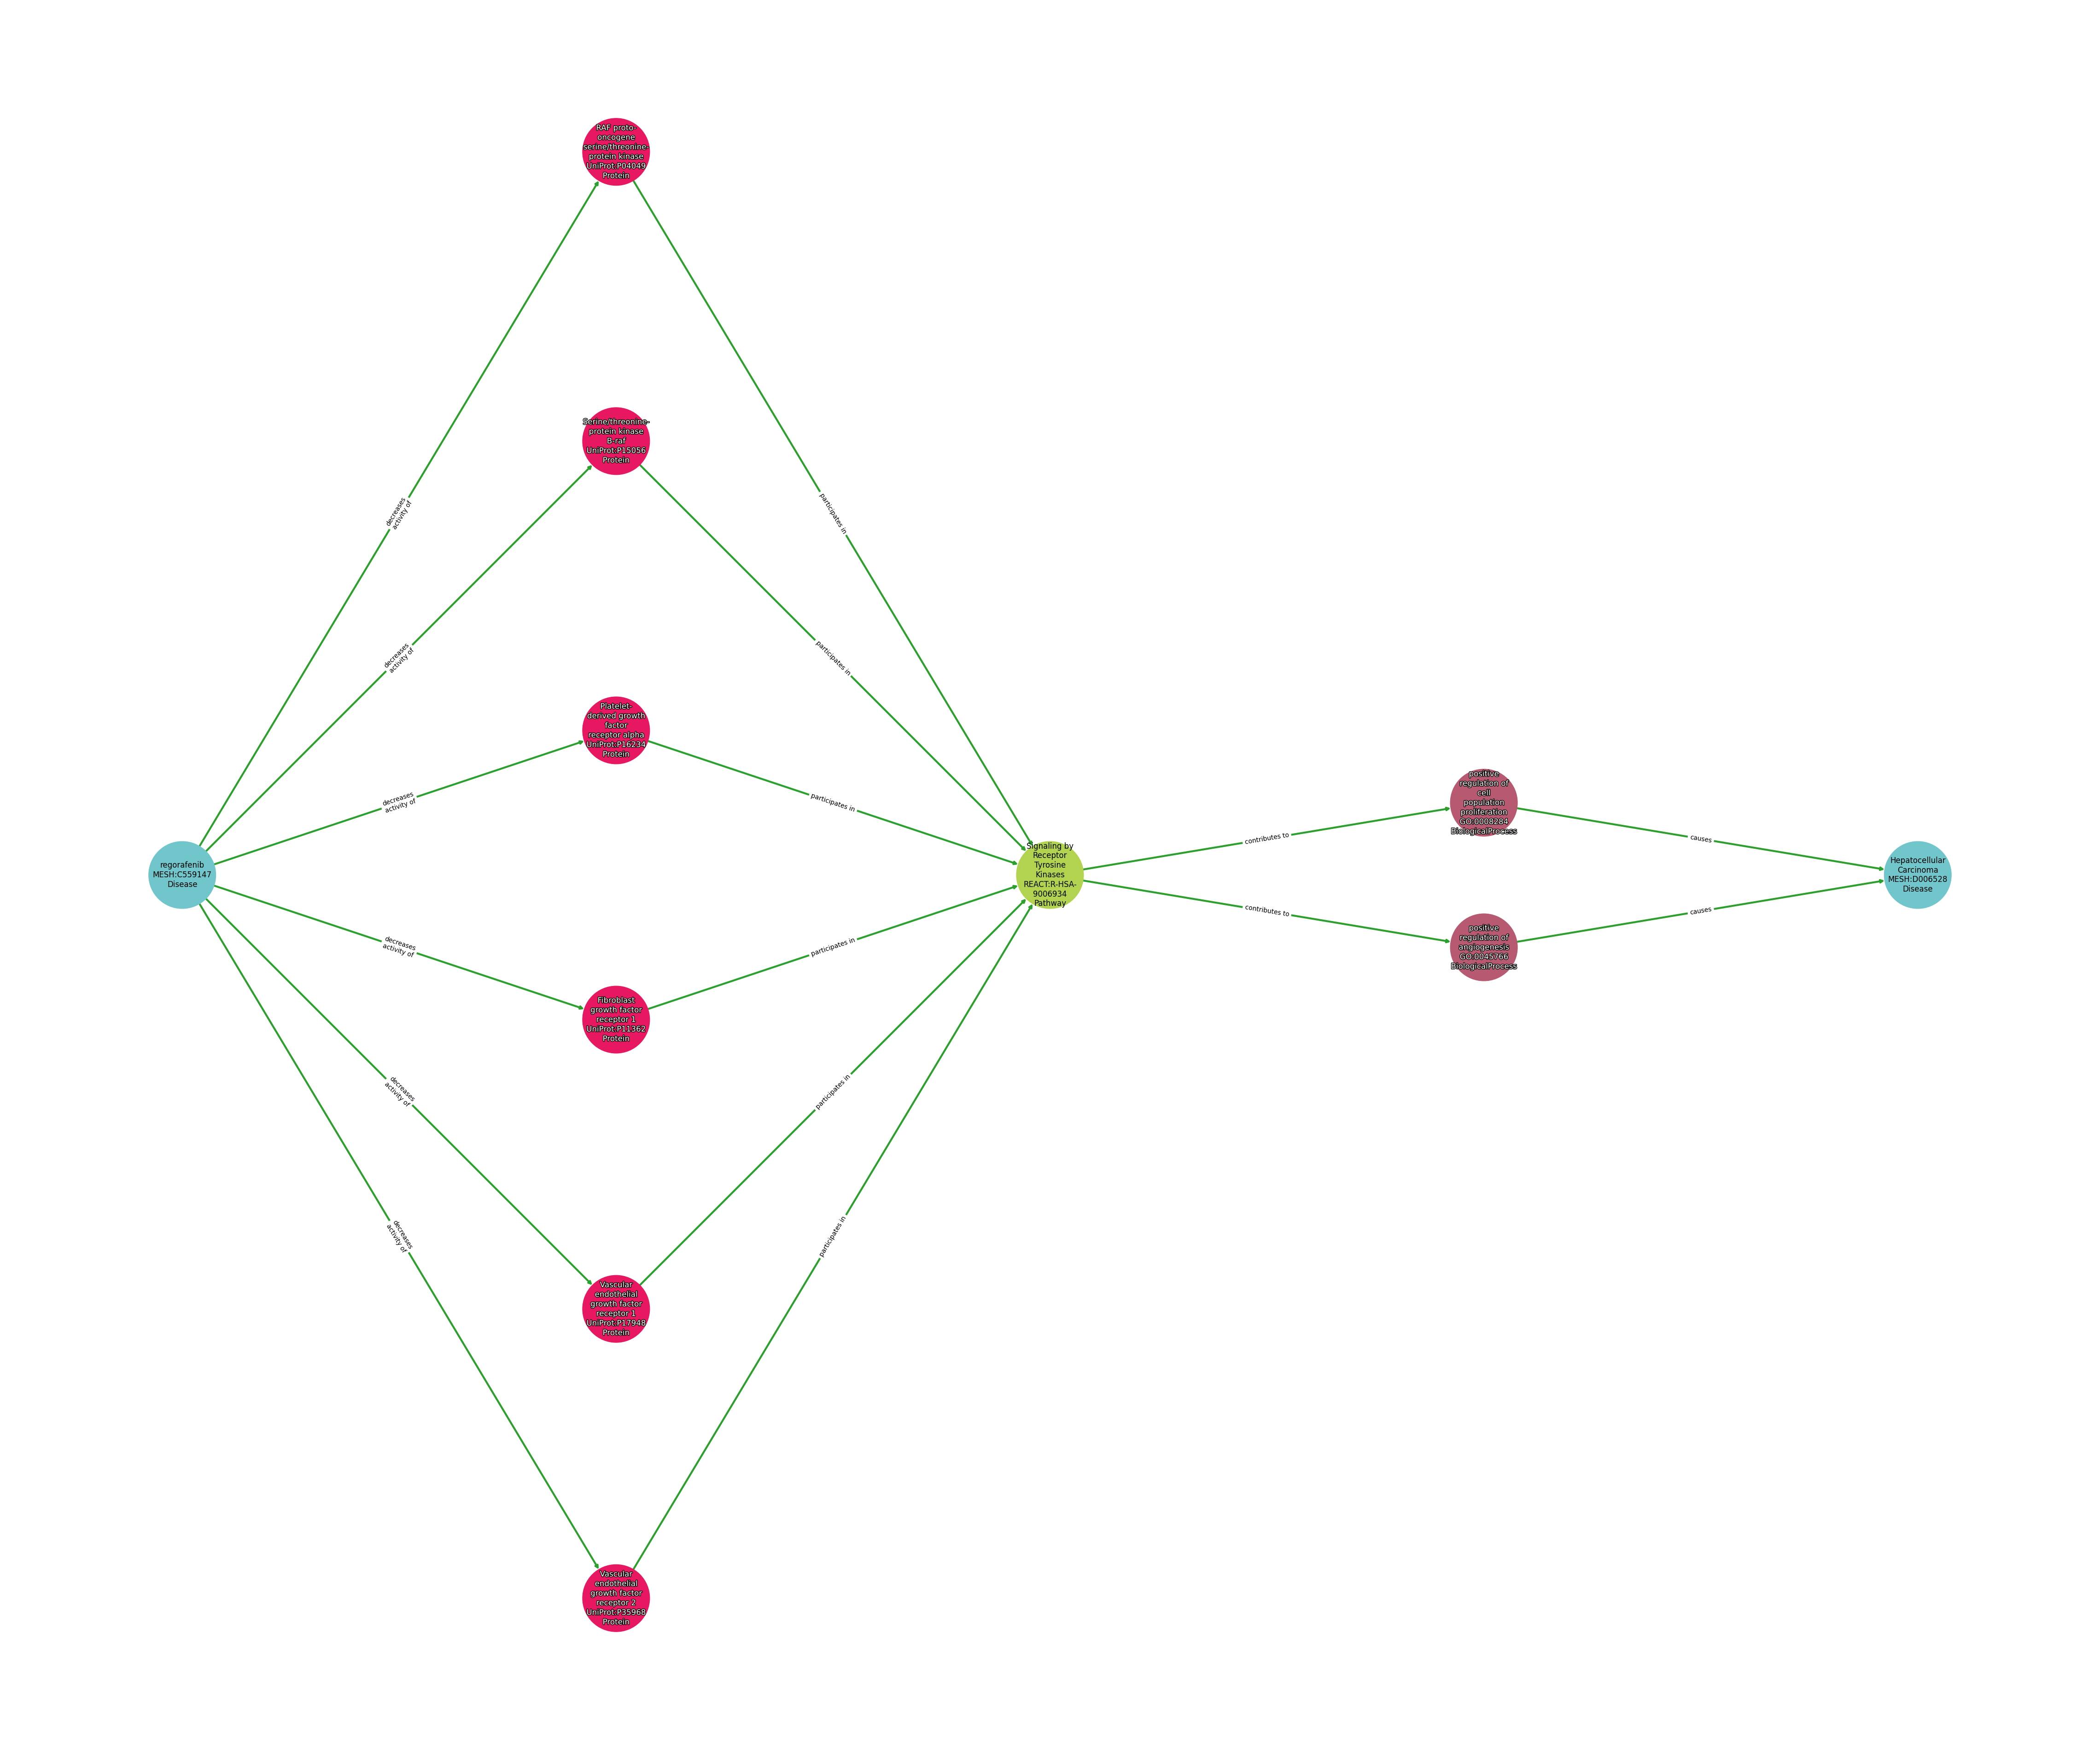 RAF proto-
oncogene
serine/threonine-
protein kinase
UniProt:P04049
Protein
Serine/threonine-
protein kinase
B-raf
UniProt:P15056
Protein
Platelet-
derived growth
factor
receptor alpha
UniProt:P16234
Protein
regorafenib
MESH:C559147
Disease
Fibroblast
growth factor
receptor 1
UniProt:P11362
Protein
Vascular
endothelial
growth factor
receptor 1
UniProt:P17948
Protein
Vascular
endothelial
growth factor
receptor 2
UniProt:P35968
Protein
decreases
activity of
decreases
activity of
decreases
activity of
decreases
activity of
decreases
activity of
decreases
activity of
participates in
participates in
participates in
participates in
participates in
participates in
Signaling by
Receptor
Tyrosine
Kinases
REACT:R-HSA-
9006934
Pathway
contributes to
contributes to
positive
regulation of
cell
population
proliferation
GO:0008284
BiologicalProcess
positive
regulation of
angiogenesis
GO:0045766
BiologicalProcess
causes
causes
Hepatocellular
Carcinoma
MESH:D006528
Disease